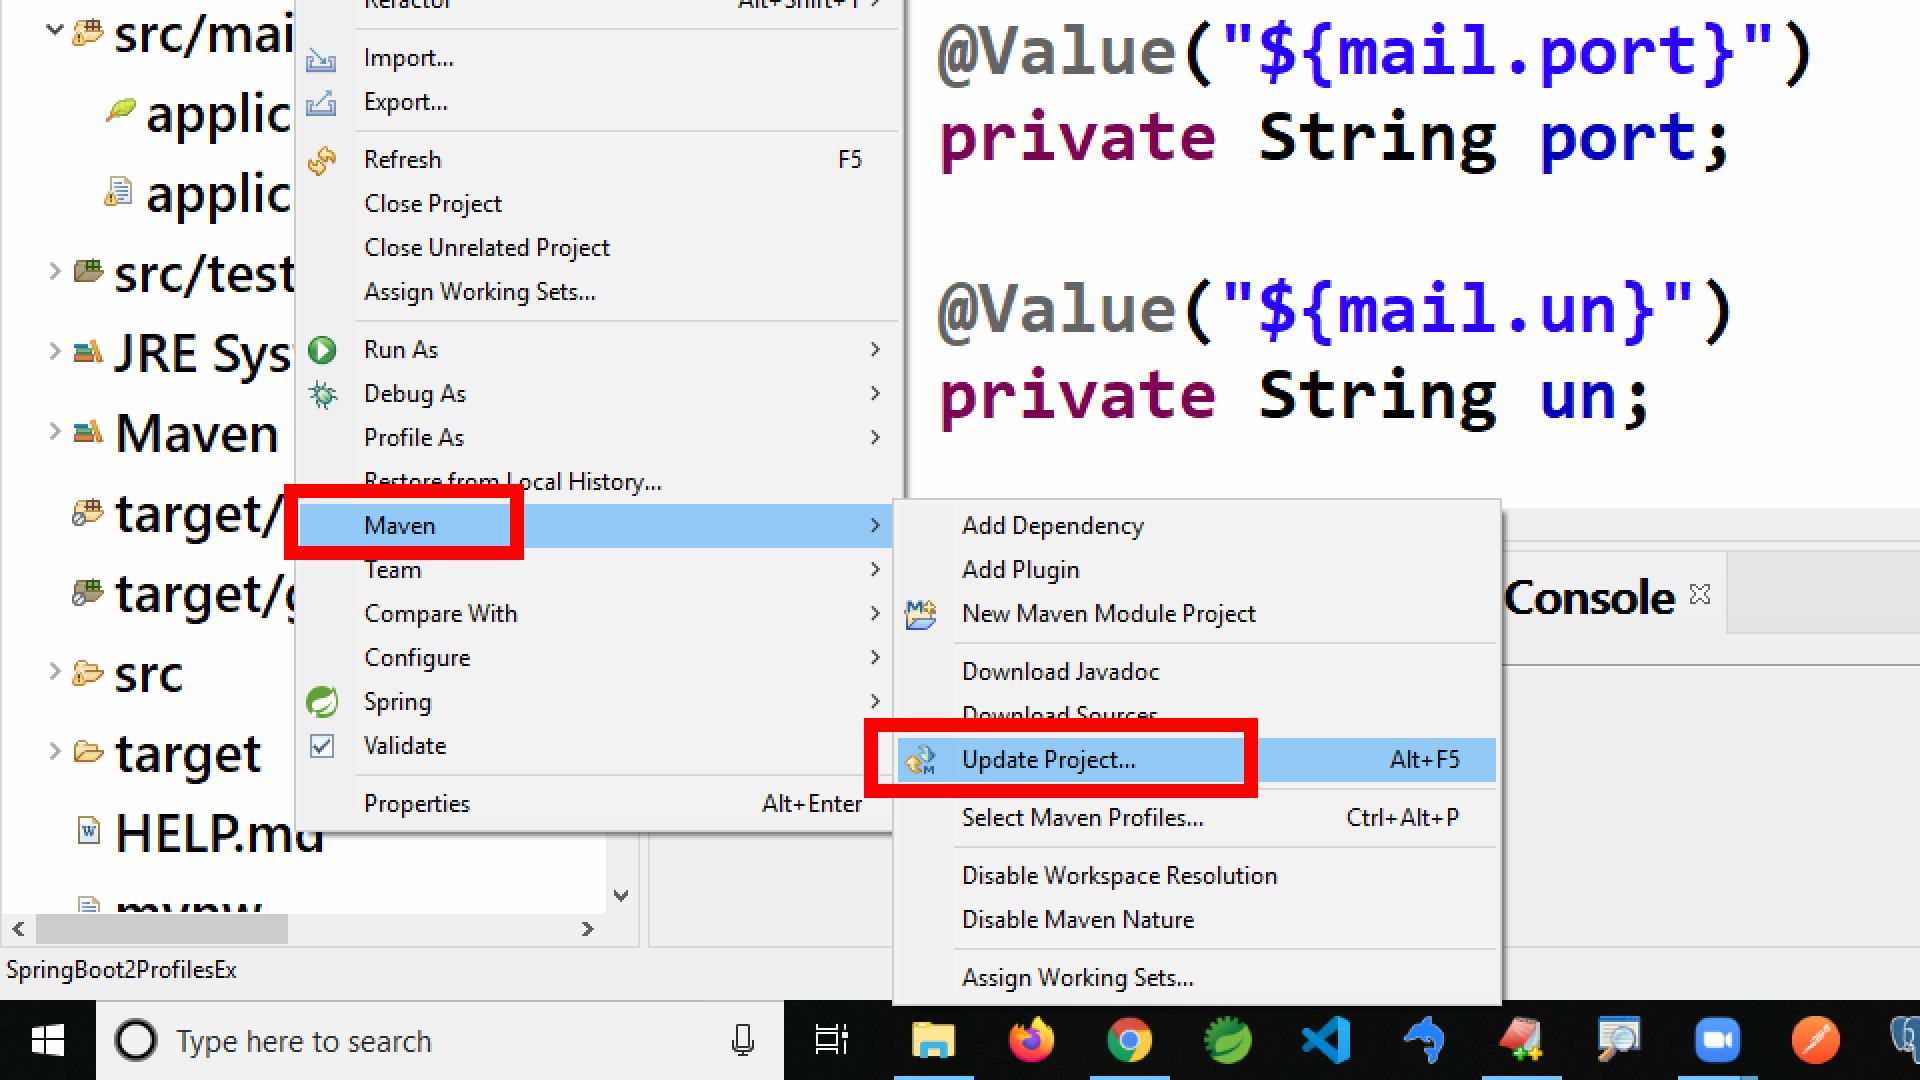 src/mai
applic
applic
src/test
JRE Sys
Maven
target/
target/g
src
target
HELP.md
mvnw
SpringBoot2ProfilesEx
Refactor Alt+Shift+T
Import...
Export...
Refresh F5
Close Project
Close Unrelated Project
Assign Working Sets...
Run As
Debug As
Profile As
Restore from Local History...
Maven
Team
Compare With
Configure
Spring
Validate
Properties Alt+Enter
Add Dependency
Add Plugin
New Maven Module Project
Download Javadoc
Download Sources
Update Project... Alt+F5
Select Maven Profiles... Ctrl+Alt+P
Disable Workspace Resolution
Disable Maven Nature
Assign Working Sets...
@Value("${mail.port}")
private String port;
@Value("${mail.un}")
private String un;
Console
Type here to search